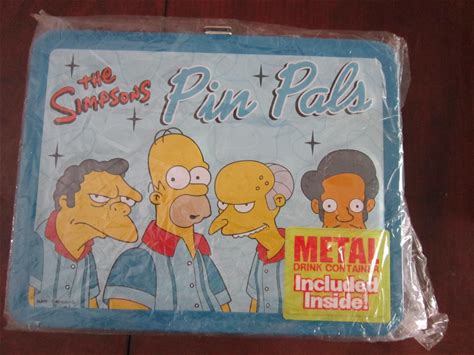 The
Simpsons
Pin Pals
METAL
DRINK CONTAINER
Included
Inside!